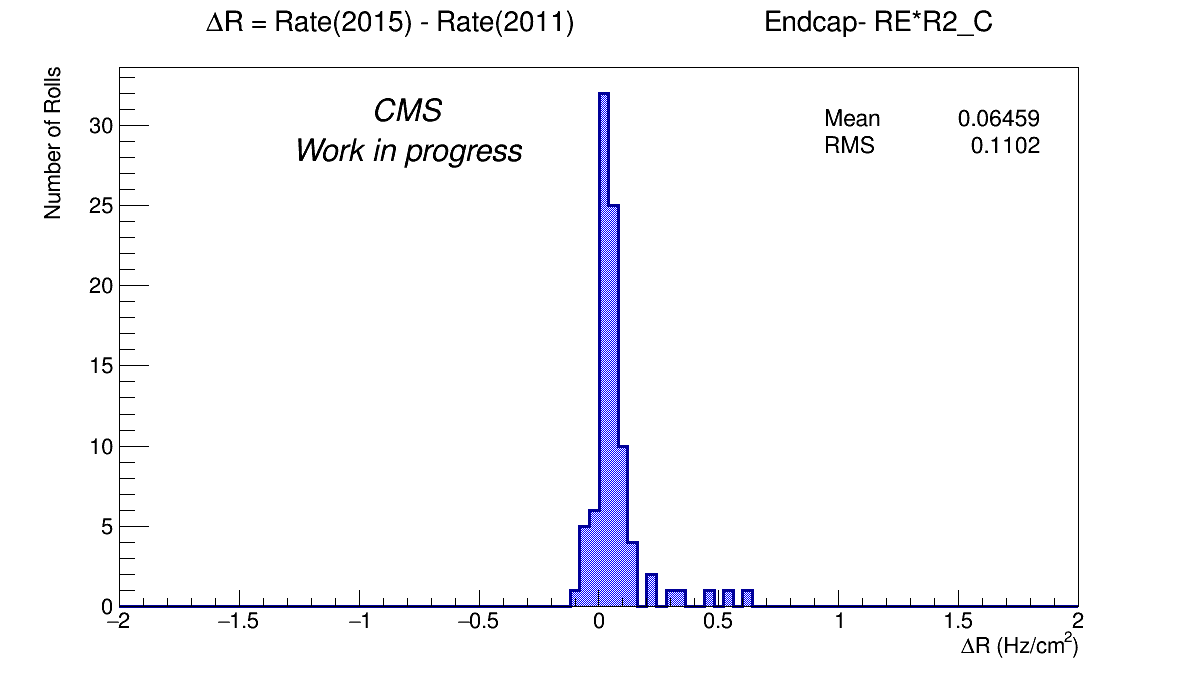 ΔR = Rate(2015) - Rate(2011)
Endcap- RE*R2_C
Number of Rolls
CMS
Work in progress
Mean 0.06459
RMS 0.1102
30
25
20
15
10
5
0
−2 −1.5 −1 −0.5 0 0.5 1 1.5 2
ΔR (Hz/cm²)